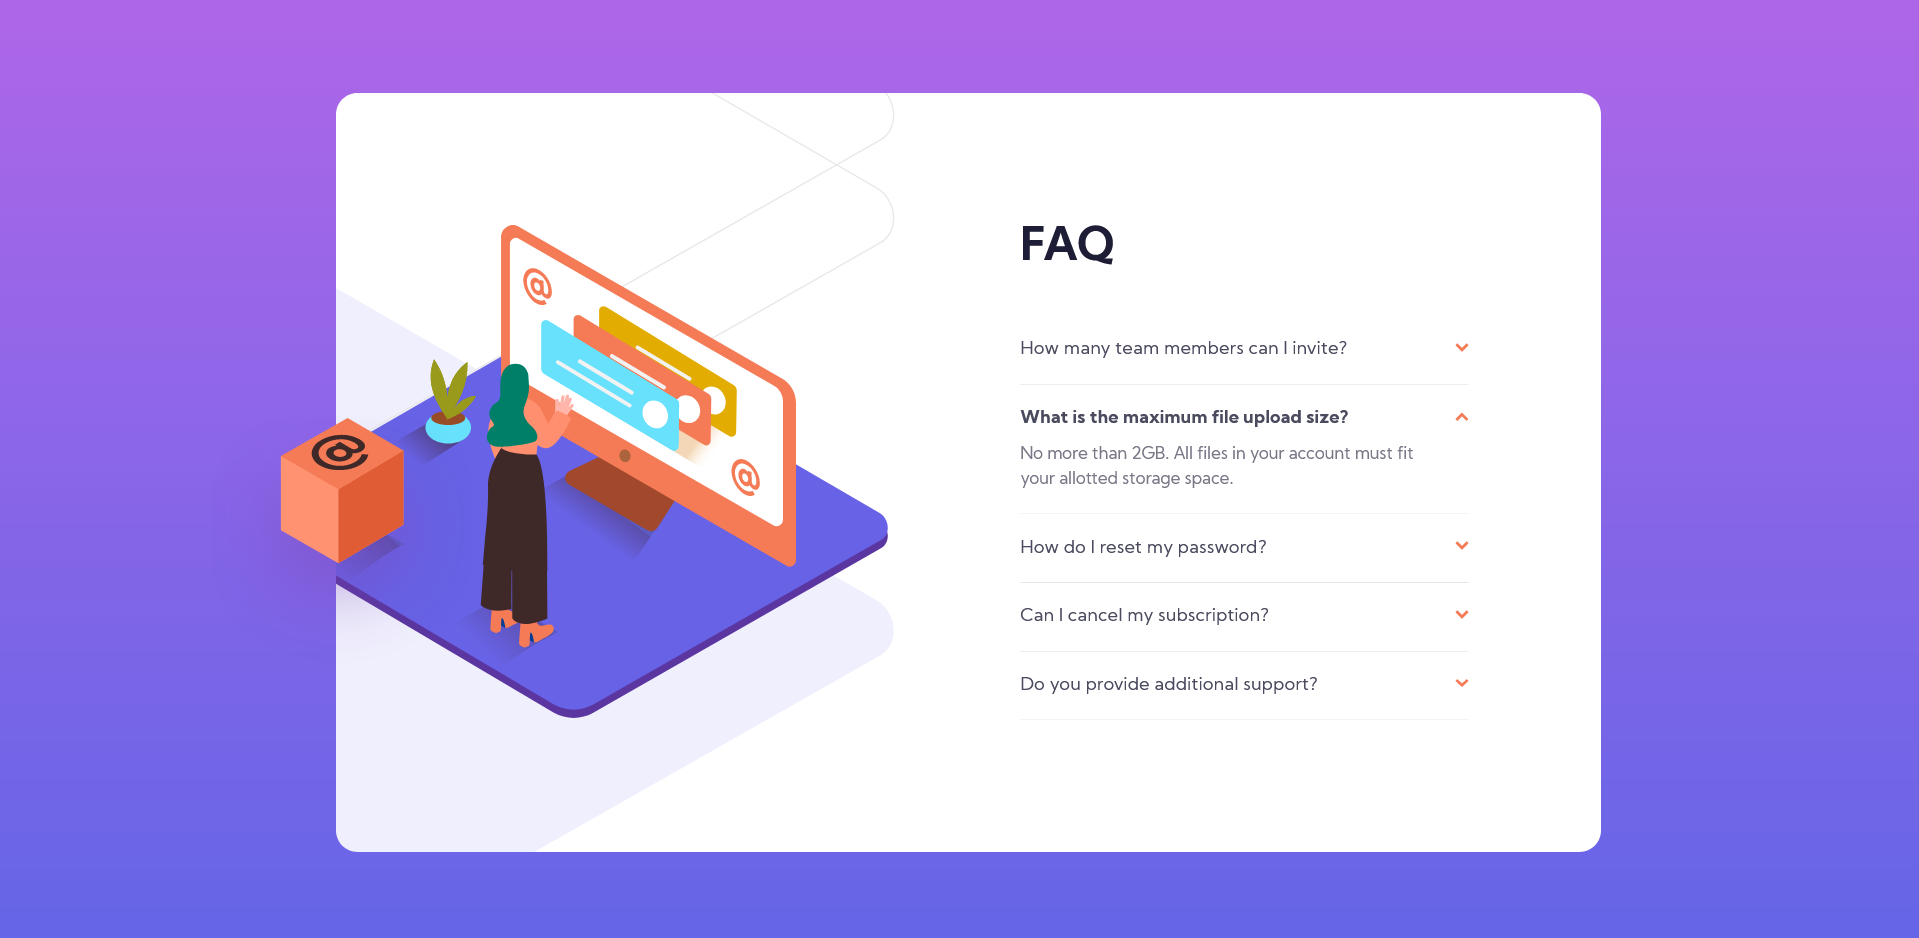 @
@
@
FAQ
How many team members can I invite?
What is the maximum file upload size?
No more than 2GB. All files in your account must fit
your allotted storage space.
How do I reset my password?
Can I cancel my subscription?
Do you provide additional support?